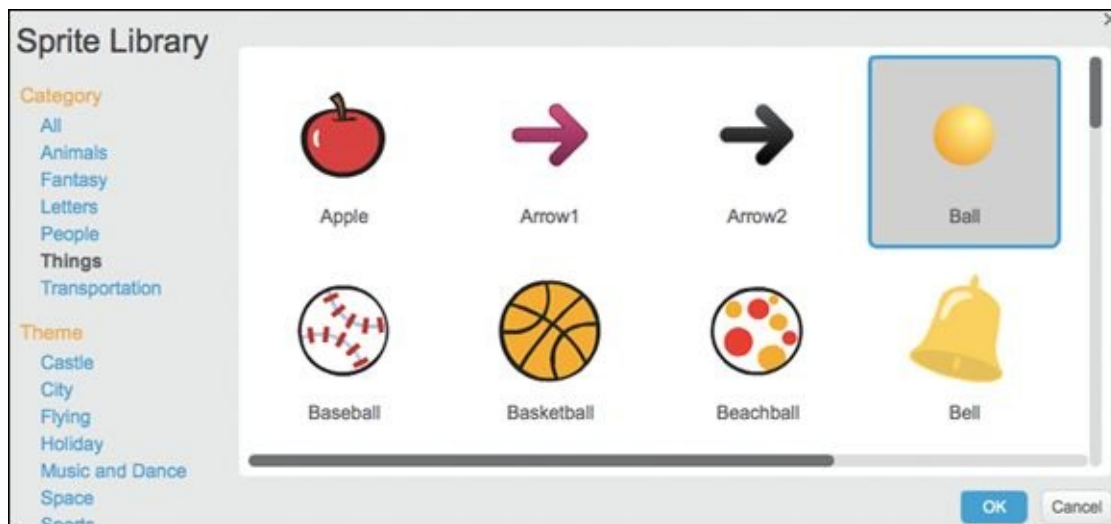 Sprite Library
Category
All
Animals
Fantasy
Letters
People
Things
Transportation
Theme
Castle
City
Flying
Holiday
Music and Dance
Space
Sports
Apple
Arrow1
Arrow2
Ball
Baseball
Basketball
Beachball
Bell
OK
Cancel